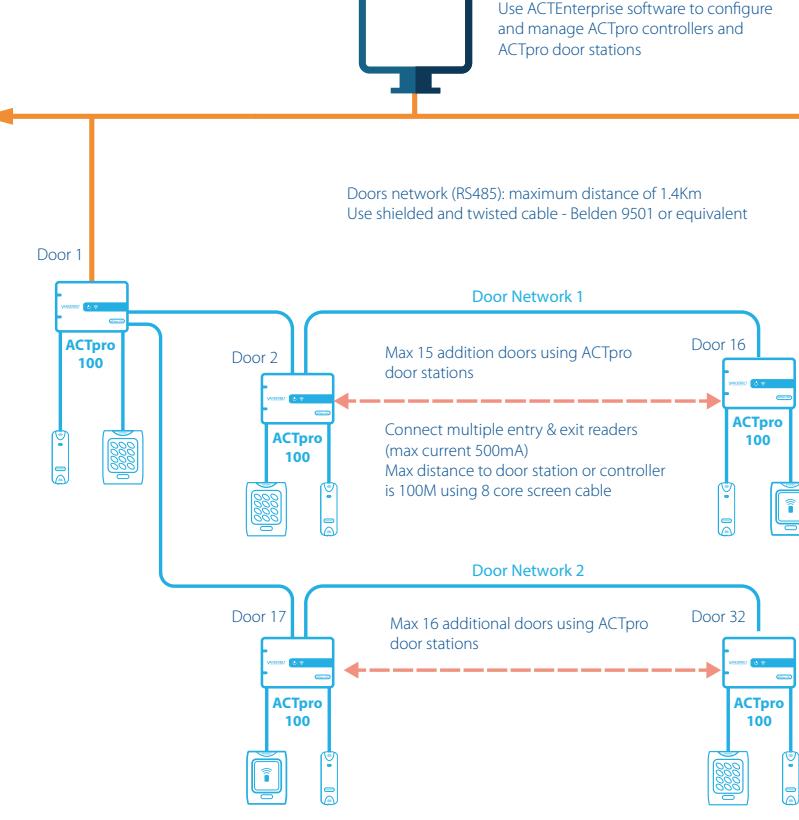 Use ACTEnterprise software to configure
and manage ACTpro controllers and
ACTpro door stations
Doors network (RS485): maximum distance of 1.4Km
Use shielded and twisted cable - Belden 9501 or equivalent
Door 1
ACTpro
100
Door Network 1
Door 2
Max 15 addition doors using ACTpro
door stations
Door 16
ACTpro
100
Connect multiple entry & exit readers
(max current 500mA)
Max distance to door station or controller
is 100M using 8 core screen cable
ACTpro
100
Door Network 2
Door 17
Max 16 additional doors using ACTpro
door stations
Door 32
ACTpro
100
ACTpro
100